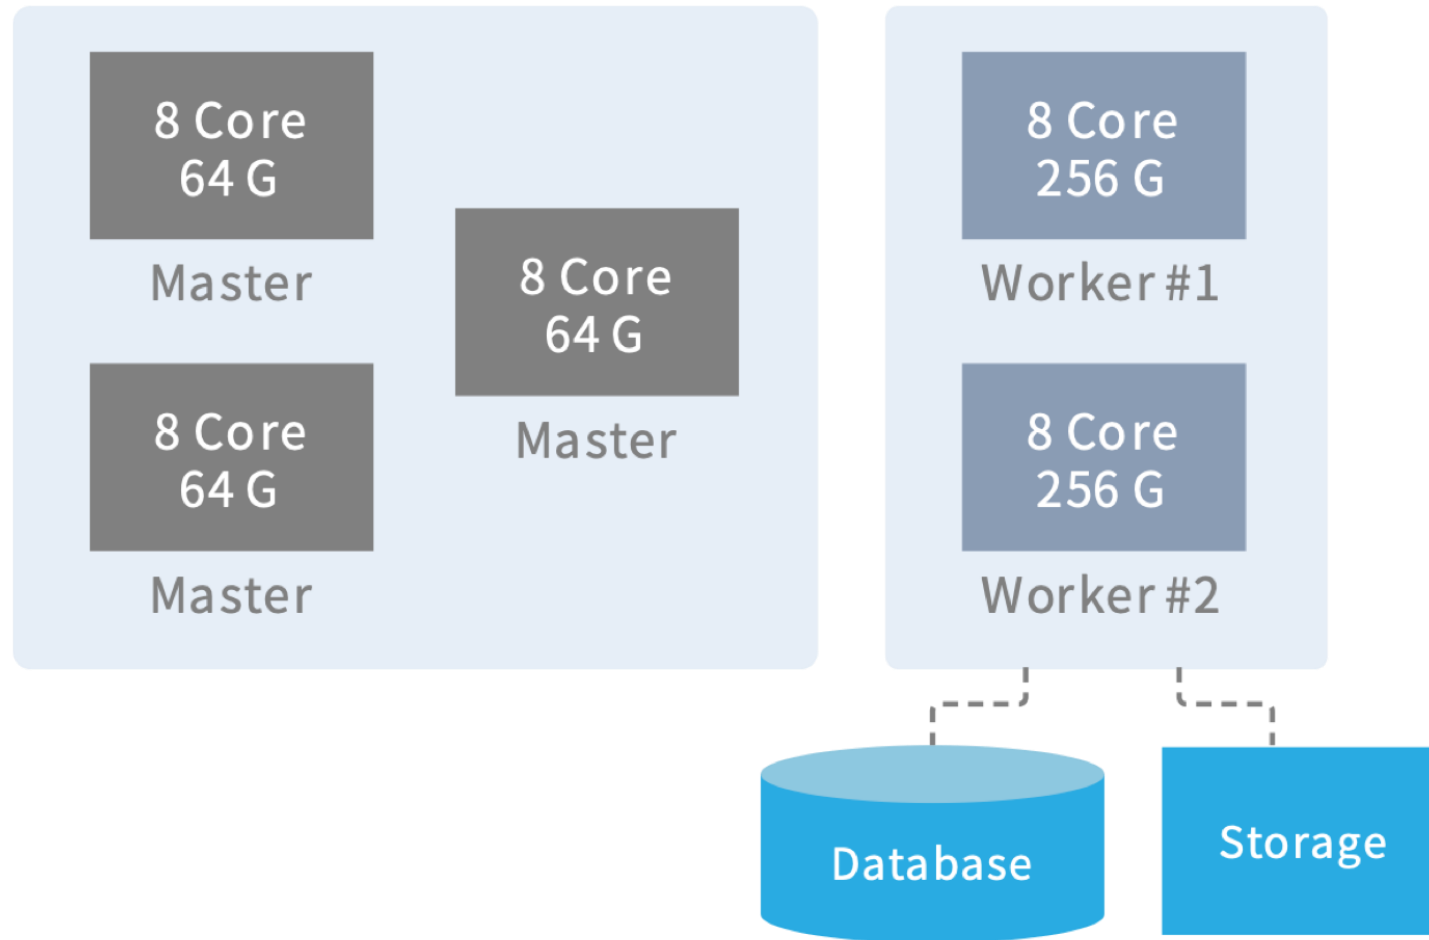 8 Core
64 G
Master
8 Core
64 G
Master
8 Core
64 G
Master
8 Core
256 G
Worker #1
8 Core
256 G
Worker #2
Database
Storage